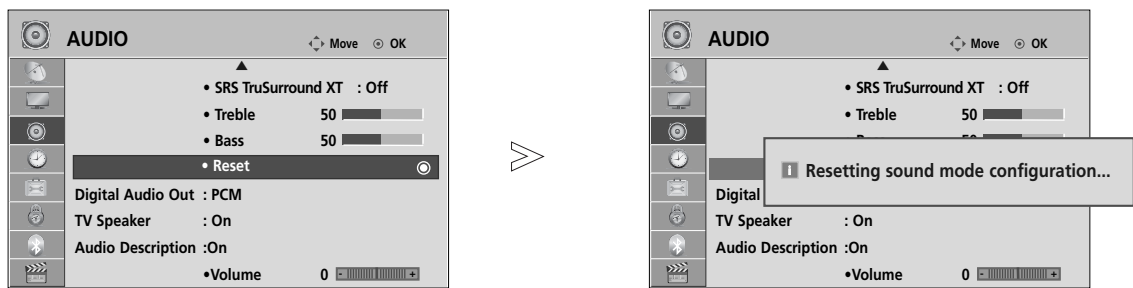 AUDIO Move OK
• SRS TruSurround XT : Off
• Treble 50
• Bass 50
• Reset
Digital Audio Out : PCM
TV Speaker : On
Audio Description :On
•Volume 0 - +
AUDIO Move OK
• SRS TruSurround XT : Off
• Treble 50
Resetting sound mode configuration...
Digital
TV Speaker : On
Audio Description :On
•Volume 0 - +